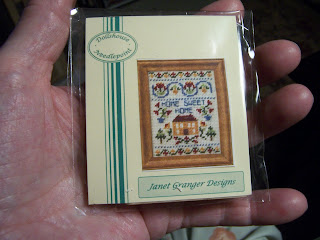 Dollhouse
Needlepoint
HOME SWEET
HOME
Janet Granger Designs